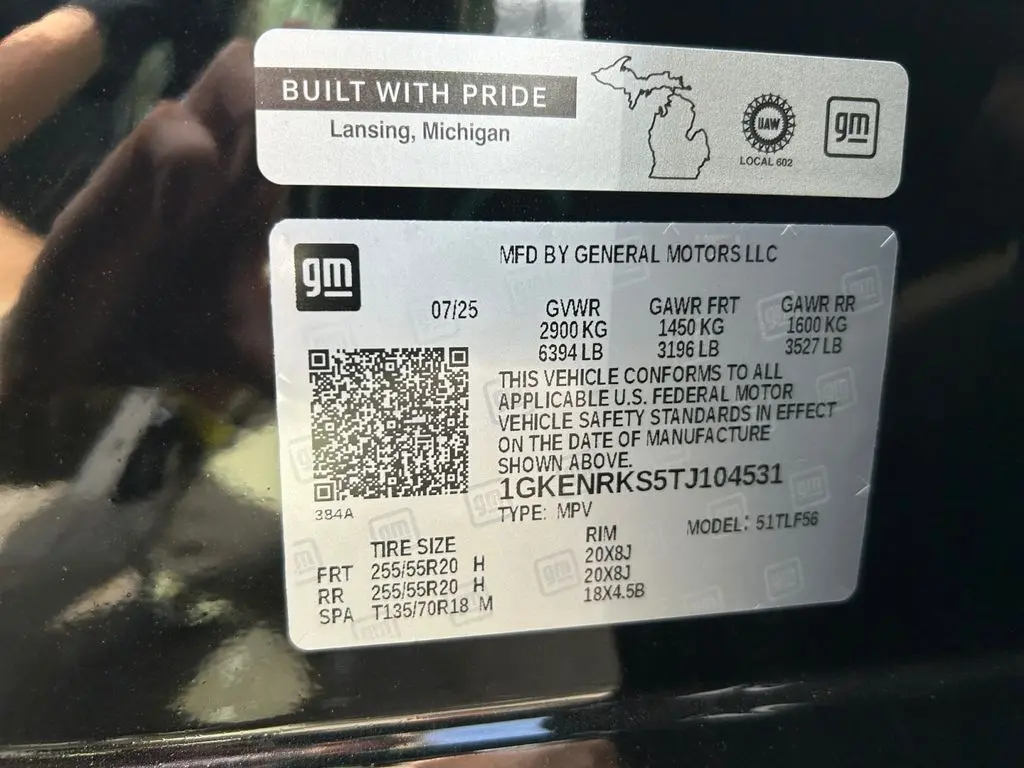 BUILT WITH PRIDE
Lansing, Michigan
UAW
LOCAL 602
gm
gm
MFD BY GENERAL MOTORS LLC
07/25 GVWR GAWR FRT GAWR RR
2900 KG 1450 KG 1600 KG
6394 LB 3196 LB 3527 LB
THIS VEHICLE CONFORMS TO ALL
APPLICABLE U.S. FEDERAL MOTOR
VEHICLE SAFETY STANDARDS IN EFFECT
ON THE DATE OF MANUFACTURE
SHOWN ABOVE.
1GKENRKS5TJ104531
384A
TYPE: MPV MODEL: 51TLF56
TIRE SIZE RIM
FRT 255/55R20 H 20X8J
RR 255/55R20 H 20X8J
SPA T135/70R18 M 18X4.5B